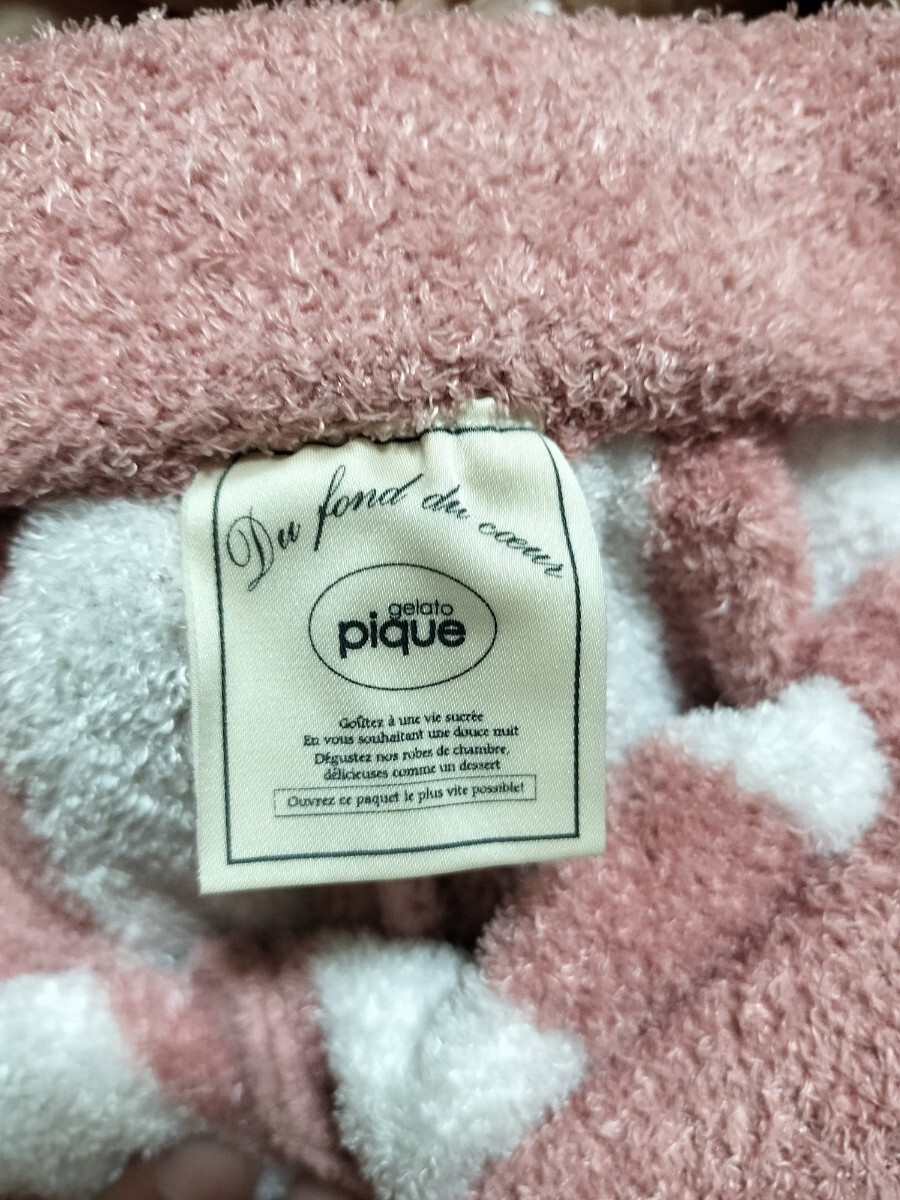 Du fond du cœur
gelato
pique
Goûtez à une vie sucrée
En vous souhaitant une douce nuit
Dégustez nos robes de chambre,
délicieuses comme un dessert
Ouvrez ce paquet le plus vite possible!